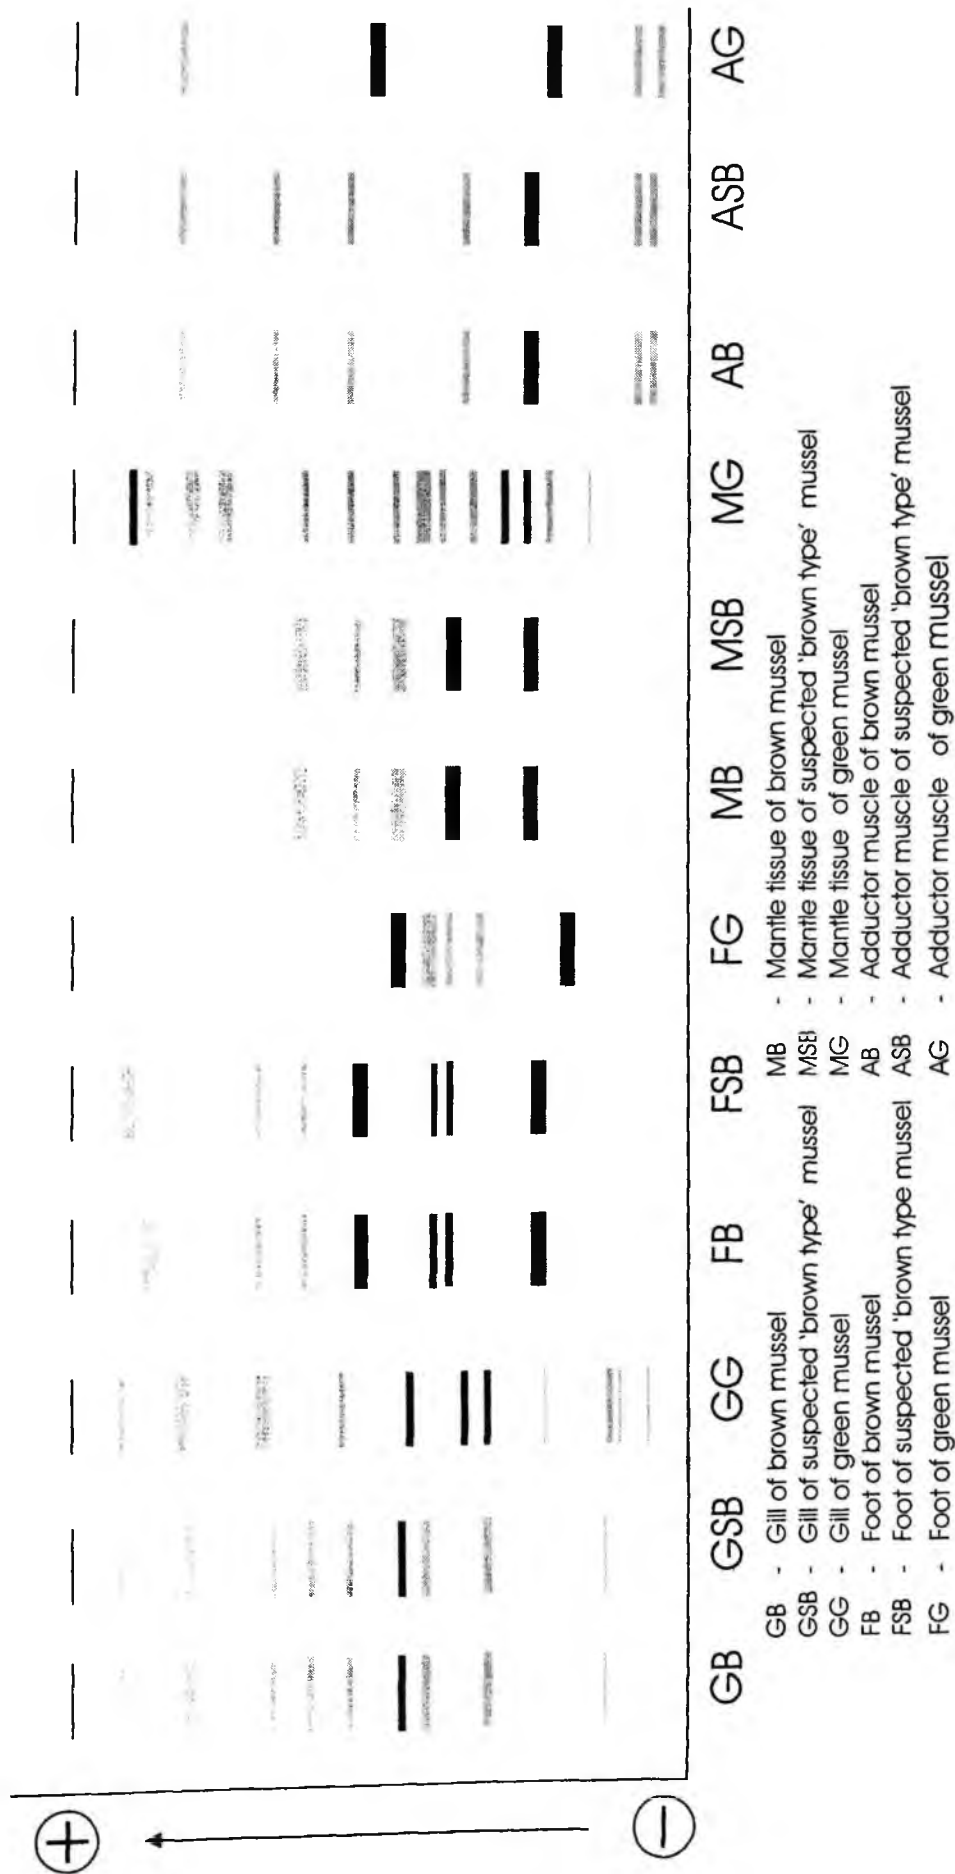 +
−
GB GSB GG FB FSB FG MB MSB MG AB ASB AG
GB - Gill of brown mussel
GSB - Gill of suspected 'brown type' mussel
GG - Gill of green mussel
FB - Foot of brown mussel
FSB - Foot of suspected 'brown type mussel
FG - Foot of green mussel
MB - Mantle tissue of brown mussel
MSB - Mantle tissue of suspected 'brown type' mussel
MG - Mantle tissue of green mussel
AB - Adductor muscle of brown mussel
ASB - Adductor muscle of suspected 'brown type' mussel
AG - Adductor muscle of green mussel